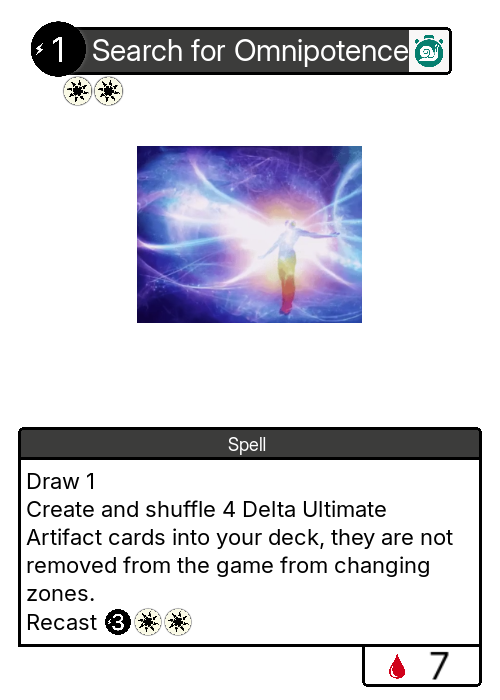 1 Search for Omnipotence
Spell
Draw 1
Create and shuffle 4 Delta Ultimate
Artifact cards into your deck, they are not
removed from the game from changing
zones.
Recast 3
7